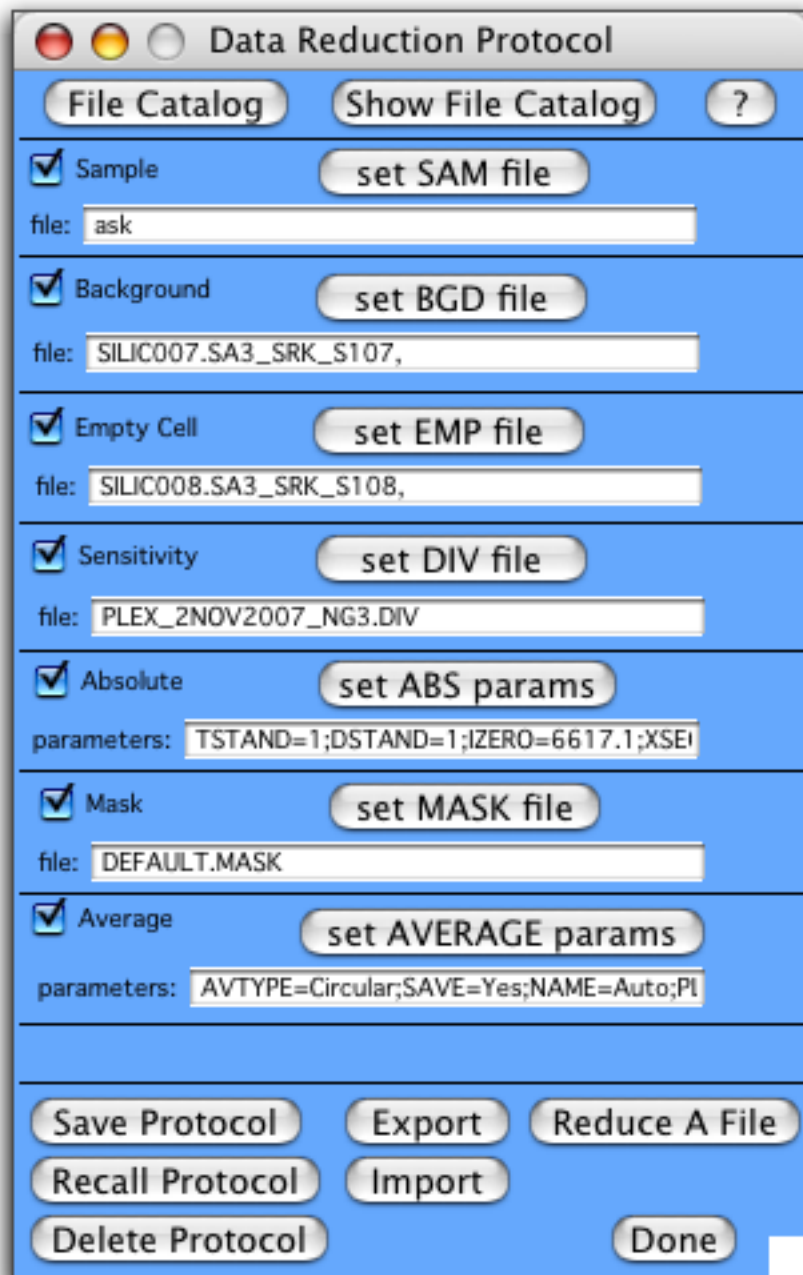 Data Reduction Protocol
File Catalog Show File Catalog ?
Sample set SAM file
file: ask
Background set BGD file
file: SILIC007.SA3_SRK_S107,
Empty Cell set EMP file
file: SILIC008.SA3_SRK_S108,
Sensitivity set DIV file
file: PLEX_2NOV2007_NG3.DIV
Absolute set ABS params
parameters: TSTAND=1;DSTAND=1;IZERO=6617.1;XSE
Mask set MASK file
file: DEFAULT.MASK
Average set AVERAGE params
parameters: AVTYPE=Circular;SAVE=Yes;NAME=Auto;Pl
Save Protocol Export Reduce A File
Recall Protocol Import
Delete Protocol Done